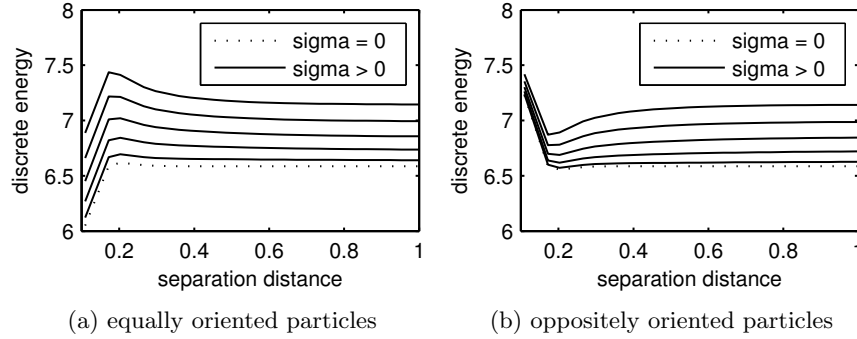 8
7.5
7
6.5
6
discrete energy
sigma = 0
sigma > 0
0.2 0.4 0.6 0.8 1
separation distance
(a) equally oriented particles
8
7.5
7
6.5
6
discrete energy
sigma = 0
sigma > 0
0.2 0.4 0.6 0.8 1
separation distance
(b) oppositely oriented particles